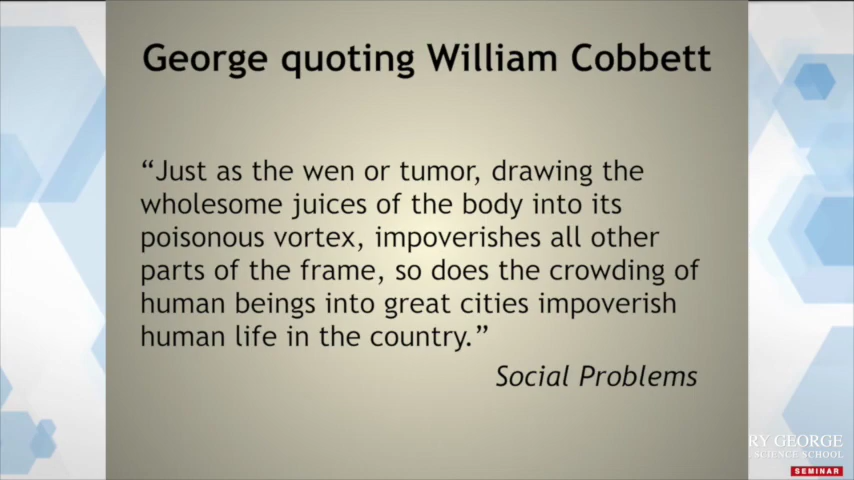 George quoting William Cobbett
“Just as the wen or tumor, drawing the
wholesome juices of the body into its
poisonous vortex, impoverishes all other
parts of the frame, so does the crowding of
human beings into great cities impoverish
human life in the country.”
Social Problems
RY GEORGE
SCIENCE SCHOOL
SEMINAR